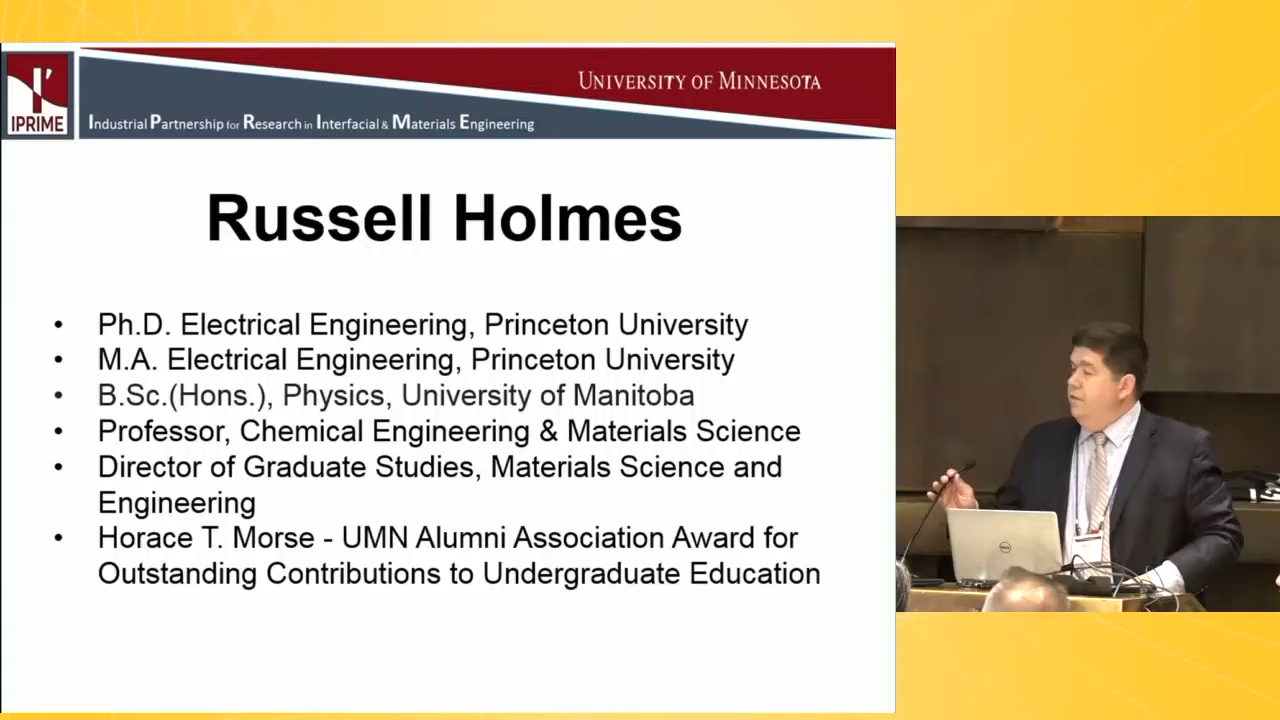 UNIVERSITY OF MINNESOTA
IPRIME
Industrial Partnership for Research in Interfacial & Materials Engineering
Russell Holmes
• Ph.D. Electrical Engineering, Princeton University
• M.A. Electrical Engineering, Princeton University
• B.Sc.(Hons.), Physics, University of Manitoba
• Professor, Chemical Engineering & Materials Science
• Director of Graduate Studies, Materials Science and
Engineering
• Horace T. Morse - UMN Alumni Association Award for
Outstanding Contributions to Undergraduate Education
DELL